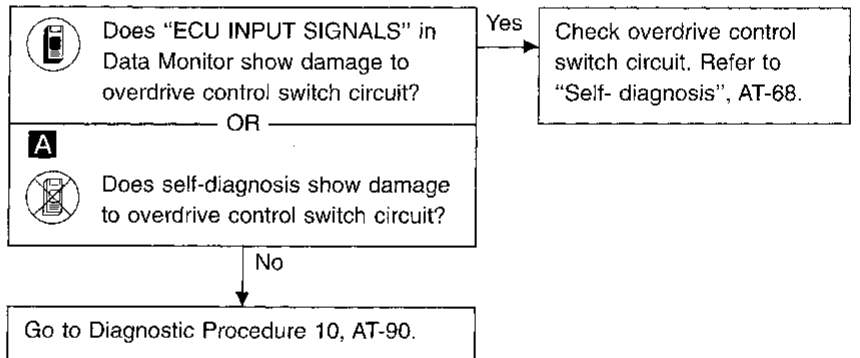 Does “ECU INPUT SIGNALS” in
Data Monitor show damage to
overdrive control switch circuit?
OR
A
Does self-diagnosis show damage
to overdrive control switch circuit?
Yes
Check overdrive control
switch circuit. Refer to
“Self- diagnosis”, AT-68.
No
Go to Diagnostic Procedure 10, AT-90.